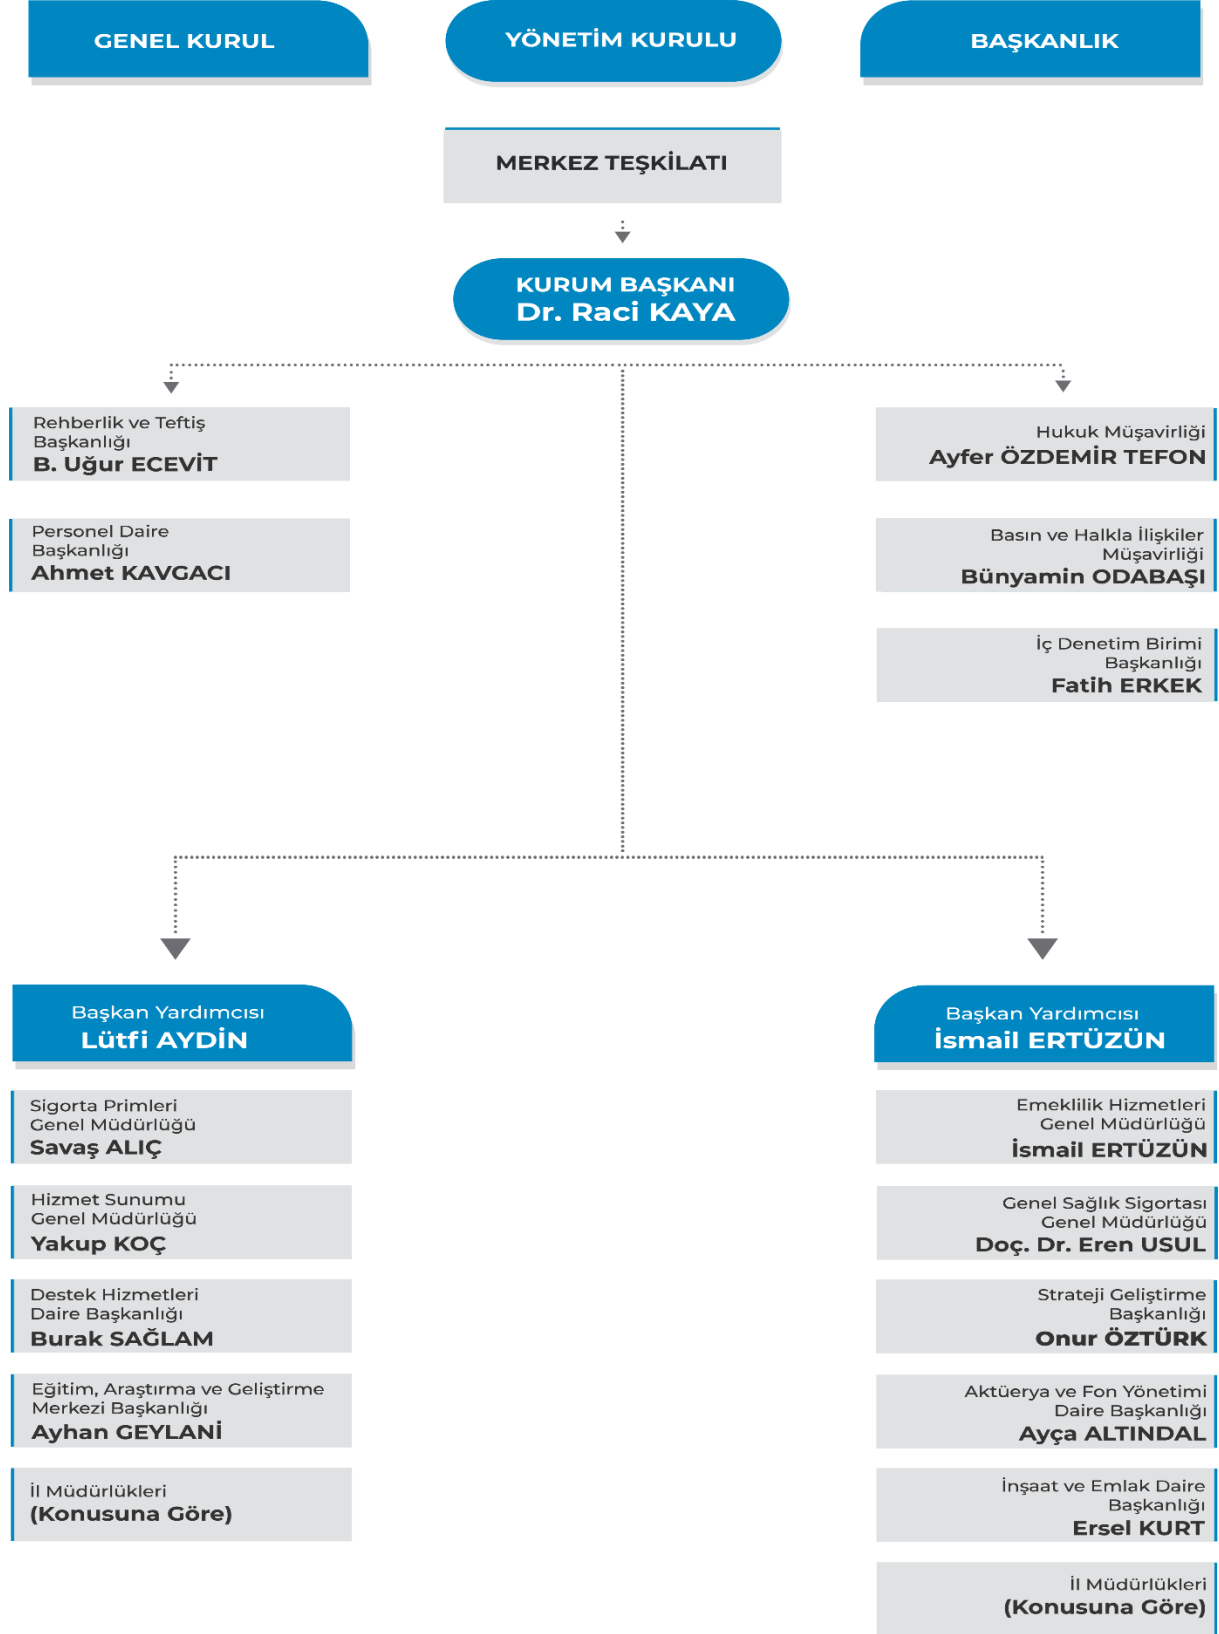 GENEL KURUL
YÖNETİM KURULU
BAŞKANLIK
MERKEZ TEŞKİLATI
KURUM BAŞKANI
Dr. Raci KAYA
Rehberlik ve Teftiş
Başkanlığı
B. Uğur ECEVİT
Personel Daire
Başkanlığı
Ahmet KAVGACI
Hukuk Müşavirliği
Ayfer ÖZDEMİR TEFON
Basın ve Halkla İlişkiler
Müşavirliği
Bünyamin ODABAŞI
İç Denetim Birimi
Başkanlığı
Fatih ERKEK
Başkan Yardımcısı
Lütfi AYDİN
Sigorta Primleri
Genel Müdürlüğü
Savaş ALIÇ
Hizmet Sunumu
Genel Müdürlüğü
Yakup KOÇ
Destek Hizmetleri
Daire Başkanlığı
Burak SAĞLAM
Eğitim, Araştırma ve Geliştirme
Merkezi Başkanlığı
Ayhan GEYLANİ
İl Müdürlükleri
(Konusuna Göre)
Başkan Yardımcısı
İsmail ERTÜZÜN
Emeklilik Hizmetleri
Genel Müdürlüğü
İsmail ERTÜZÜN
Genel Sağlık Sigortası
Genel Müdürlüğü
Doç. Dr. Eren USUL
Strateji Geliştirme
Başkanlığı
Onur ÖZTÜRK
Aktüerya ve Fon Yönetimi
Daire Başkanlığı
Ayça ALTINDAL
İnşaat ve Emlak Daire
Başkanlığı
Ersel KURT
İl Müdürlükleri
(Konusuna Göre)